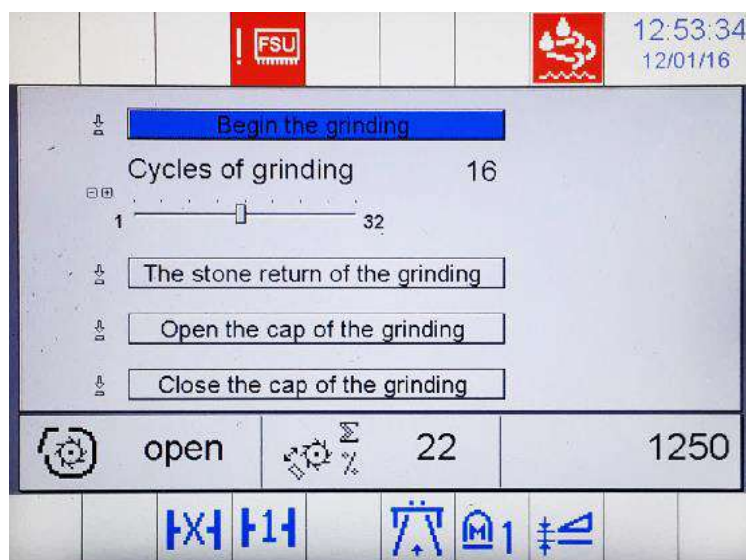 ! FSU
12:53:34
12/01/16
Begin the grinding
Cycles of grinding 16
1 32
The stone return of the grinding
Open the cap of the grinding
Close the cap of the grinding
open Σ % 22 1250
X 1 M 1